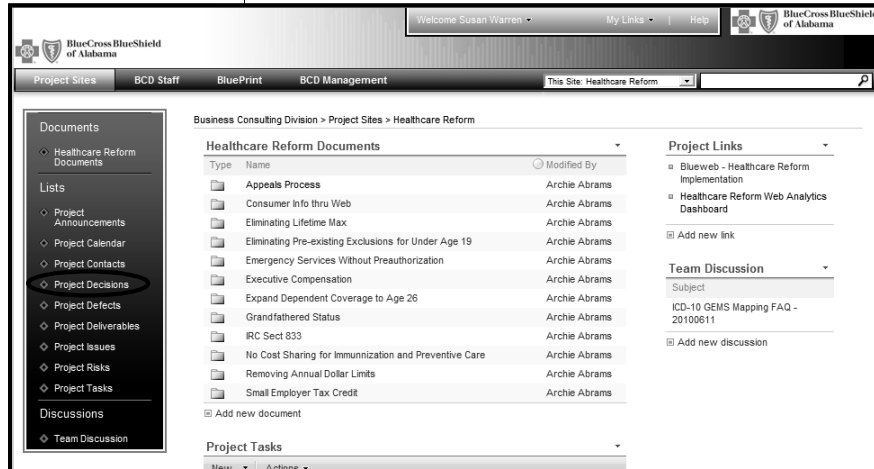 Welcome Susan Warren My Links | Help
BlueCross BlueShield
of Alabama
BlueCross BlueShield
of Alabama
Project Sites BCD Staff BluePrint BCD Management This Site: Healthcare Reform
Documents
Healthcare Reform
Documents
Lists
Project
Announcements
Project Calendar
Project Contacts
Project Decisions
Project Defects
Project Deliverables
Project Issues
Project Risks
Project Tasks
Discussions
Team Discussion
Business Consulting Division > Project Sites > Healthcare Reform
Healthcare Reform Documents
Type Name Modified By
Appeals Process Archie Abrams
Consumer Info thru Web Archie Abrams
Eliminating Lifetime Max Archie Abrams
Eliminating Pre-existing Exclusions for Under Age 19 Archie Abrams
Emergency Services Without Preauthorization Archie Abrams
Executive Compensation Archie Abrams
Expand Dependent Coverage to Age 26 Archie Abrams
Grandfathered Status Archie Abrams
IRC Sect 833 Archie Abrams
No Cost Sharing for Immunnization and Preventive Care Archie Abrams
Removing Annual Dollar Limits Archie Abrams
Small Employer Tax Credit Archie Abrams
Add new document
Project Tasks
New Actions
Project Links
Blueweb - Healthcare Reform
Implementation
Healthcare Reform Web Analytics
Dashboard
Add new link
Team Discussion
Subject
ICD-10 GEMS Mapping FAQ -
20100611
Add new discussion